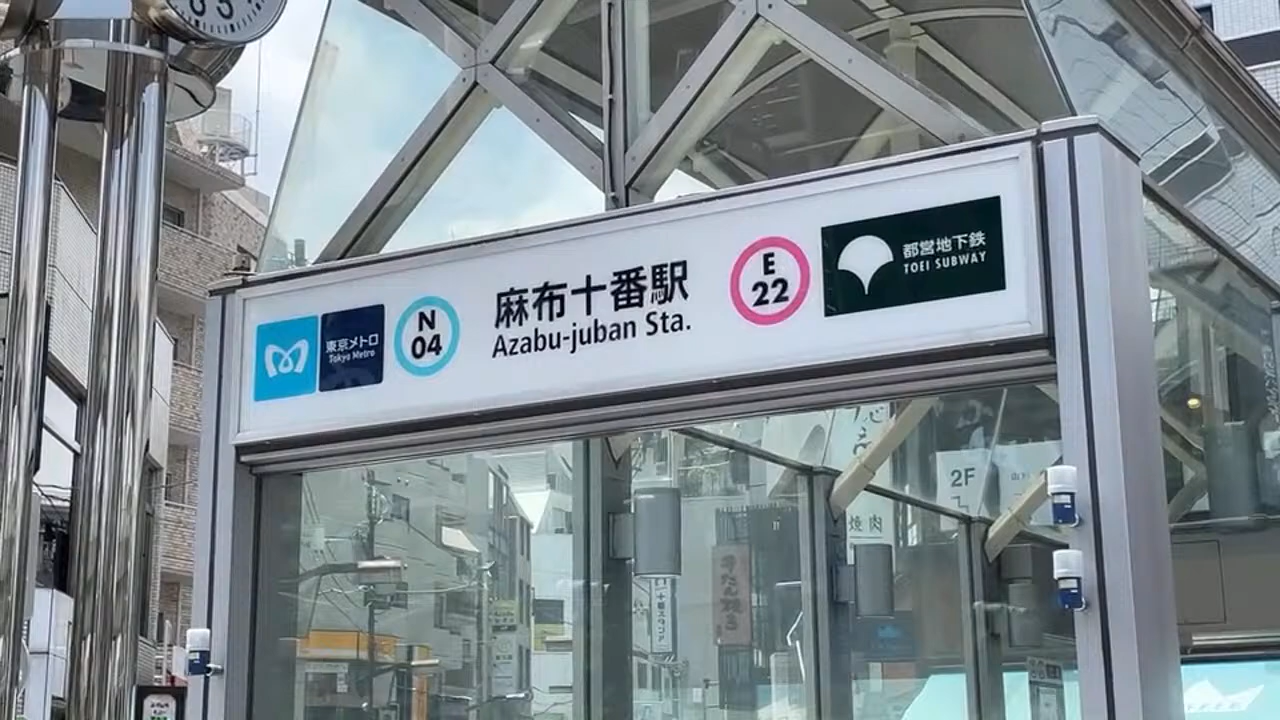 東京メトロ
Tokyo Metro
N
04
麻布十番駅
Azabu-juban Sta.
E
22
都営地下鉄
TOEI SUBWAY
2F
焼肉